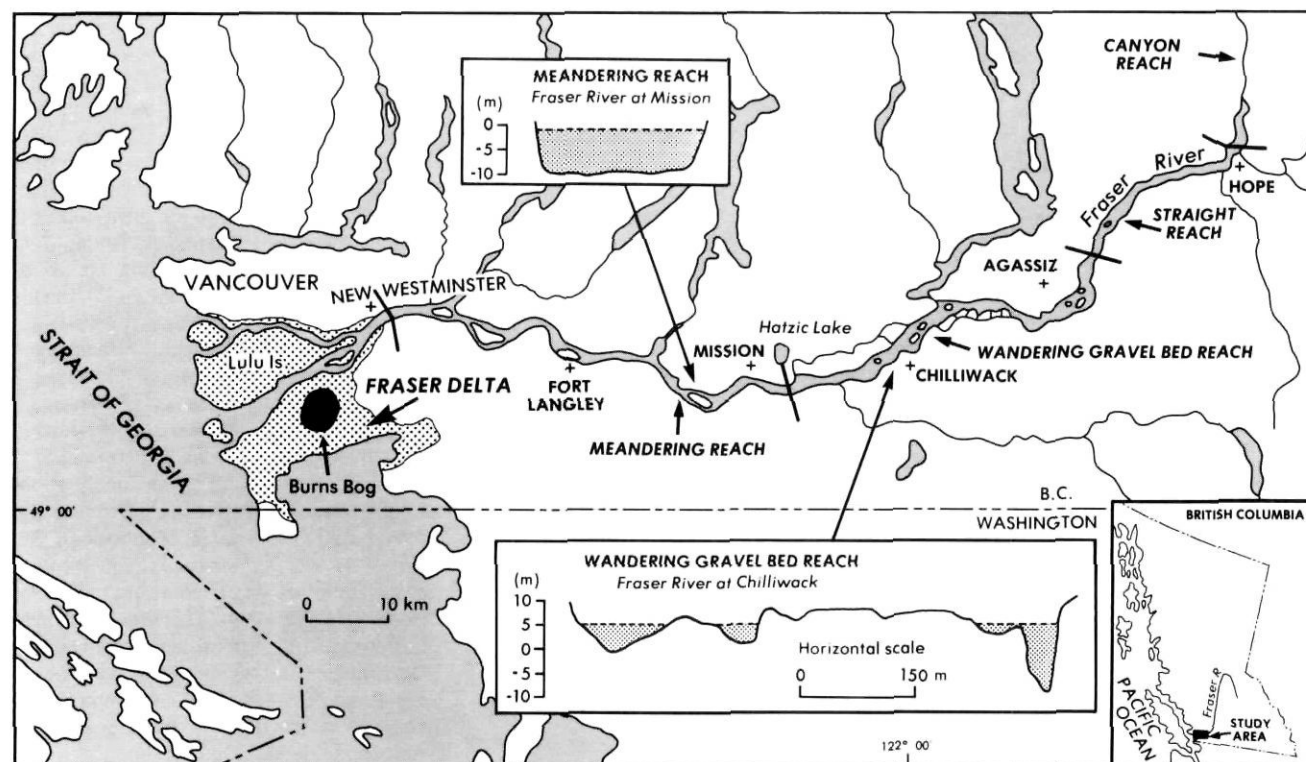 CANYON
REACH
MEANDERING REACH
Fraser River at Mission
(m)
0
-5
-10
Fraser River
HOPE
STRAIGHT
REACH
AGASSIZ
VANCOUVER
NEW WESTMINSTER
Hatzic Lake
MISSION
WANDERING GRAVEL BED REACH
CHILLIWACK
Lulu Is.
FRASER DELTA
FORT
LANGLEY
MEANDERING REACH
STRAIT OF GEORGIA
Burns Bog
49° 00'
B.C.
WASHINGTON
BRITISH COLUMBIA
0 10 km
WANDERING GRAVEL BED REACH
Fraser River at Chilliwack
(m)
10
5
0
-5
-10
Horizontal scale
0 150 m
122° 00'
PACIFIC
OCEAN
Fraser R.
STUDY
AREA